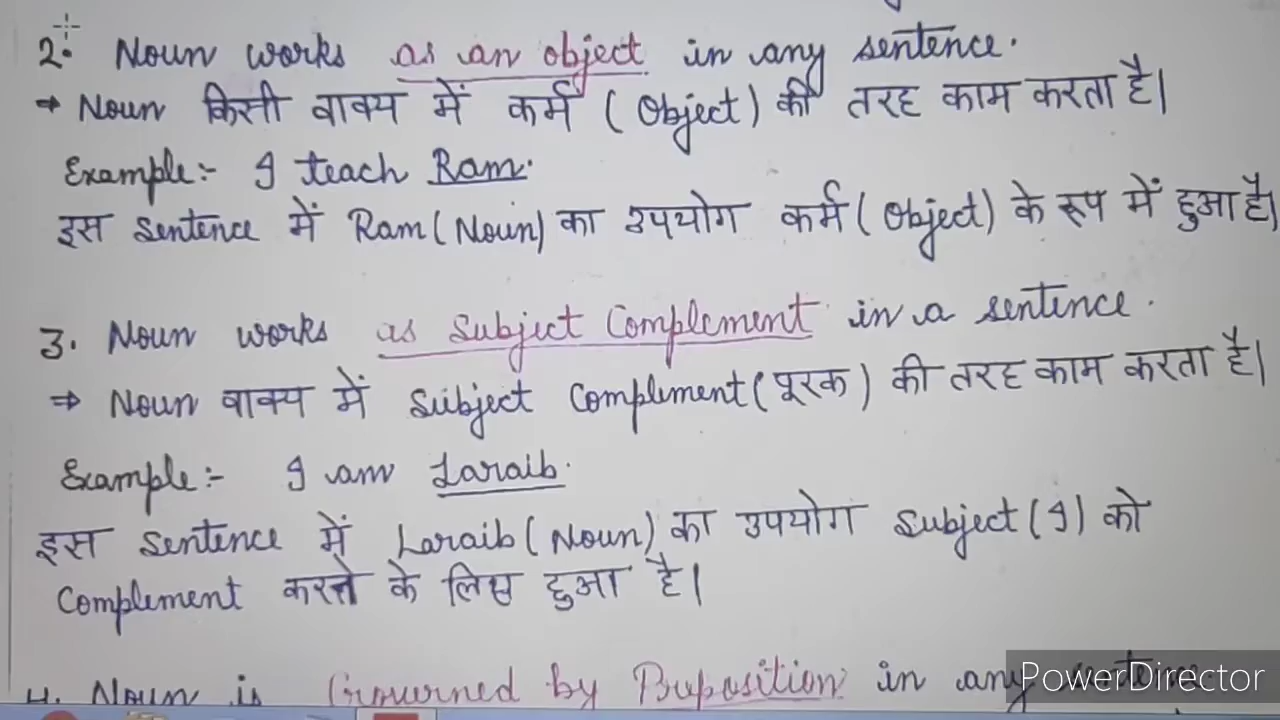 2. Noun works as an object in any sentence.
→ Noun किसी वाक्य में कर्म (Object) की तरह काम करता है।
Example:- I teach Ram.
इस sentence में Ram (Noun) का उपयोग कर्म (Object) के रूप में हुआ है।
3. Noun works as Subject Complement in a sentence.
⇒ Noun वाक्य में Subject Complement (पूरक) की तरह काम करता है।
Example:- I am Laraib.
इस sentence में Laraib (Noun) का उपयोग Subject (I) को
Complement करने के लिए हुआ है।
4. Noun is Governed by Preposition in any sentence.
PowerDirector